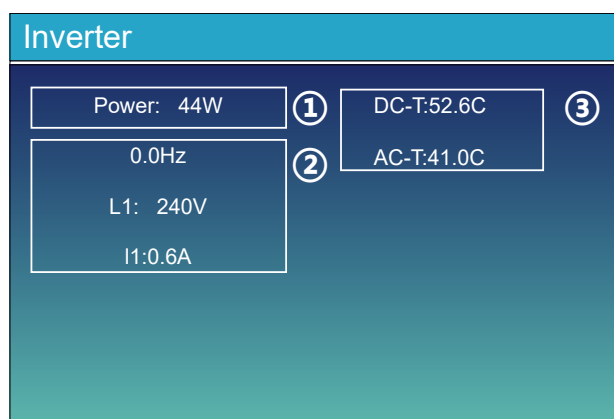 Inverter
Power: 44W
①
0.0Hz
L1: 240V
I1:0.6A
②
DC-T:52.6C
AC-T:41.0C
③